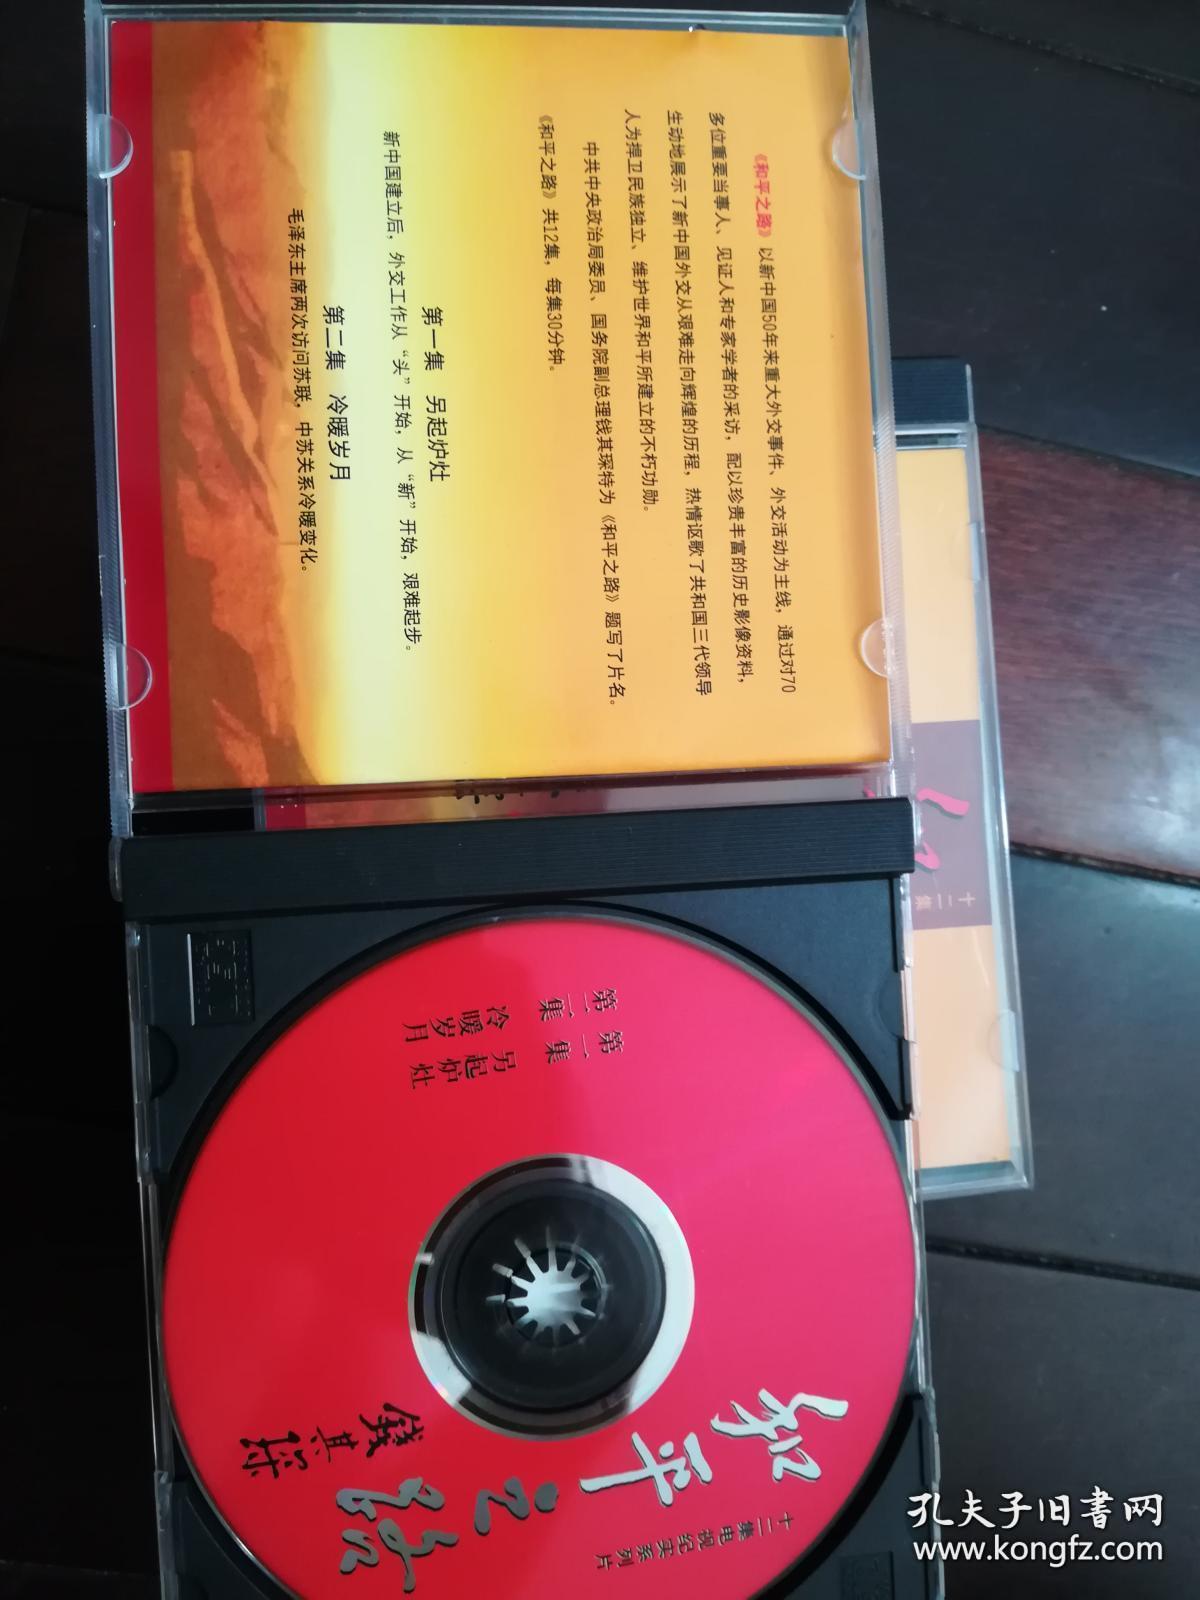 《和平之路》以新中国50年来重大外交事件、外交活动为主线，通过对70
多位重要当事人、见证人和专家学者的采访，配以珍贵丰富的历史影像资料，
生动地展示了新中国外交从艰难走向辉煌的历程，热情讴歌了共和国三代领导
人为捍卫民族独立、维护世界和平所建立的不朽功勋。
中共中央政治局委员、国务院副总理钱其琛特为《和平之路》题写了片名。
《和平之路》共12集，每集30分钟。
第一集 另起炉灶
新中国建立后，外交工作从“头”开始，从“新”开始，艰难起步。
第二集 冷暖岁月
毛泽东主席两次访问苏联，中苏关系冷暖变化。
十二集
第一集 另起炉灶
第二集 冷暖岁月
和平之路
钱其琛
十二集电视纪实系列片
孔夫子旧书网
www.kongfz.com